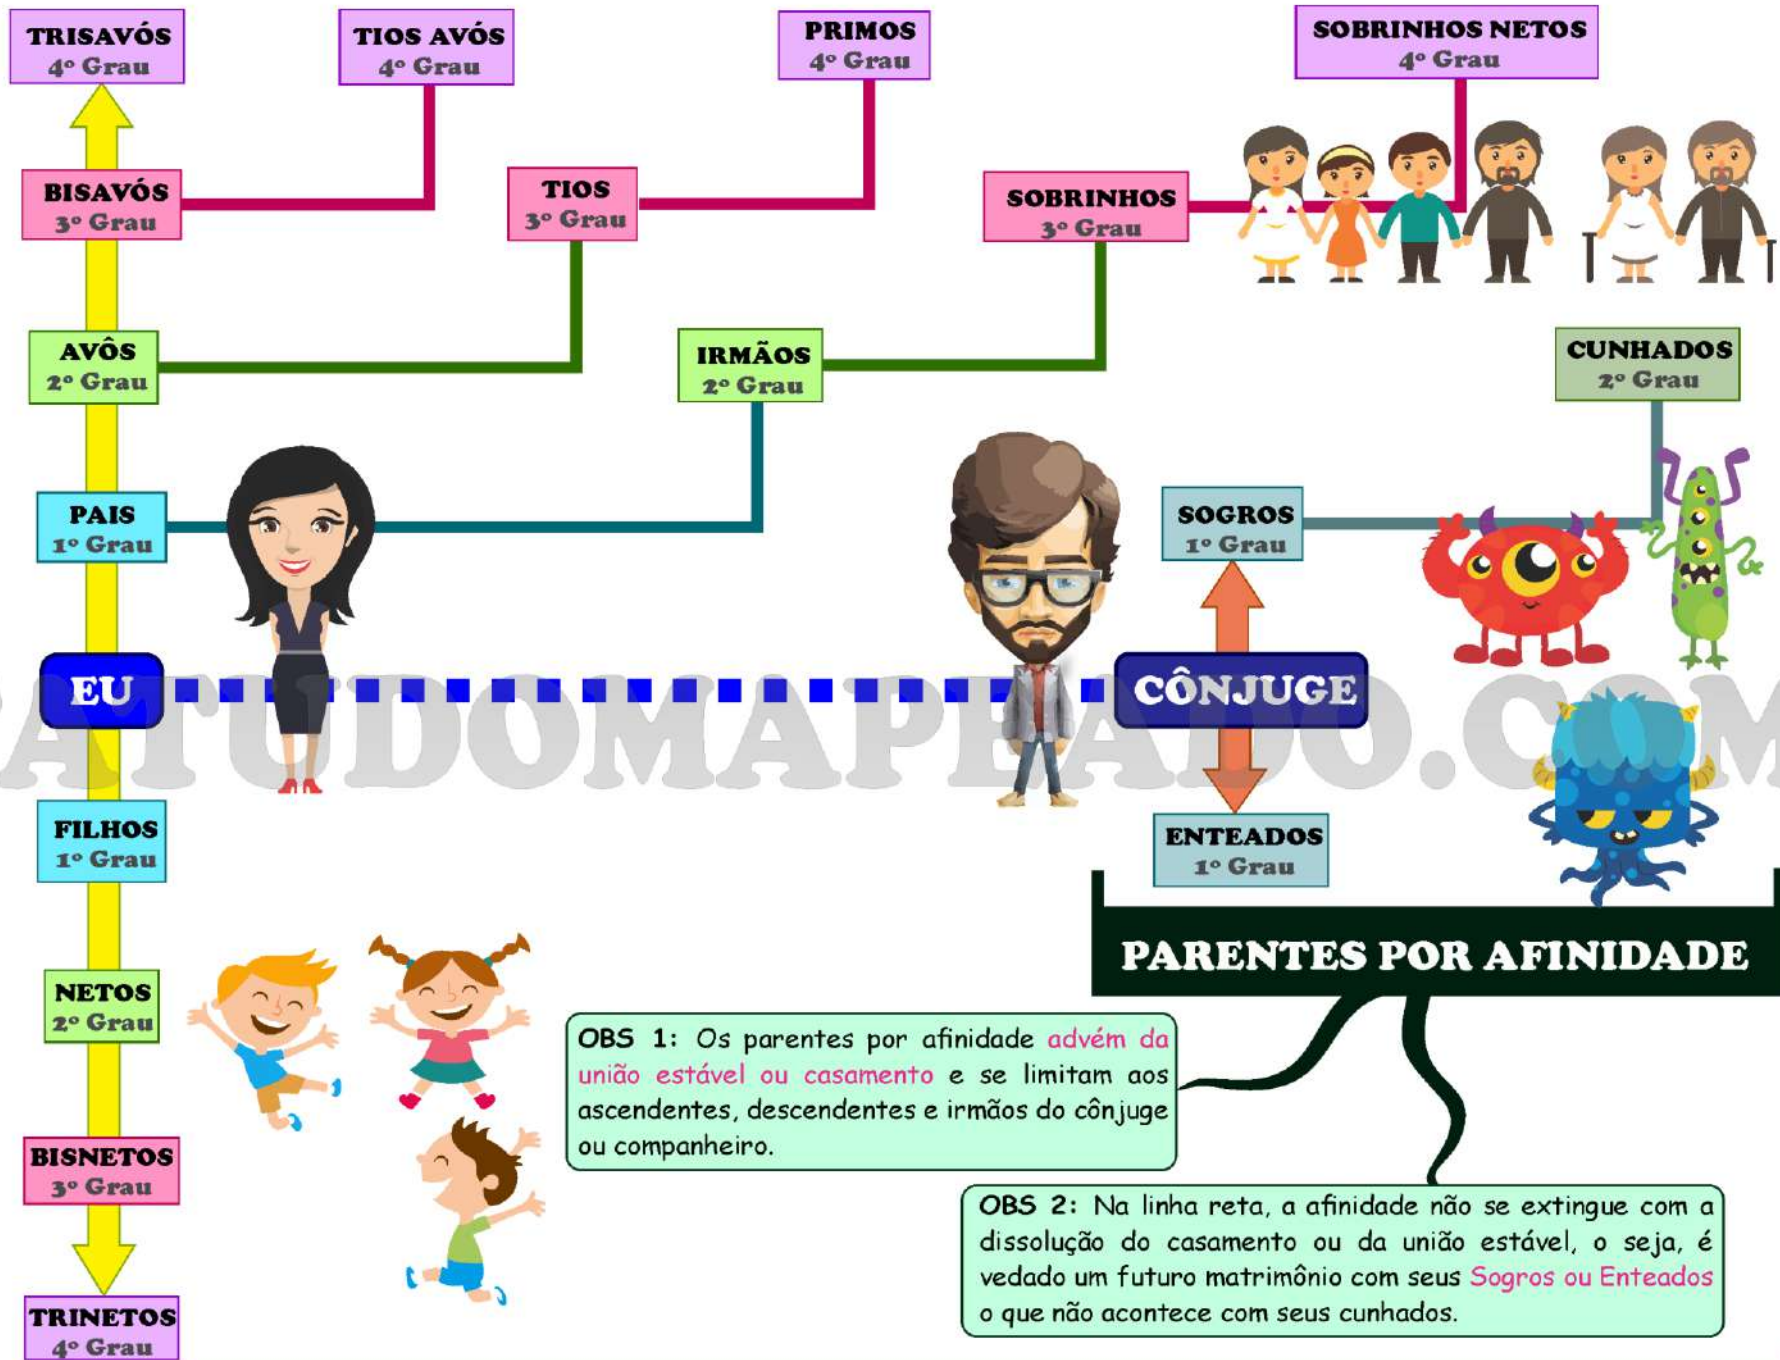 TRISAVÓS
4º Grau
TIOS AVÓS
4º Grau
PRIMOS
4º Grau
SOBRINHOS NETOS
4º Grau
BISAVÓS
3º Grau
TIOS
3º Grau
SOBRINHOS
3º Grau
AVÔS
2º Grau
IRMÃOS
2º Grau
CUNHADOS
2º Grau
PAIS
1º Grau
SOGROS
1º Grau
EU
CÔNJUGE
ATUDOMAPEADO.COM
FILHOS
1º Grau
ENTEADOS
1º Grau
PARENTES POR AFINIDADE
NETOS
2º Grau
OBS 1: Os parentes por afinidade advém da
união estável ou casamento e se limitam aos
ascendentes, descendentes e irmãos do cônjuge
ou companheiro.
BISNETOS
3º Grau
OBS 2: Na linha reta, a afinidade não se extingue com a
dissolução do casamento ou da união estável, o seja, é
vedado um futuro matrimônio com seus Sogros ou Enteados
o que não acontece com seus cunhados.
TRINETOS
4º Grau